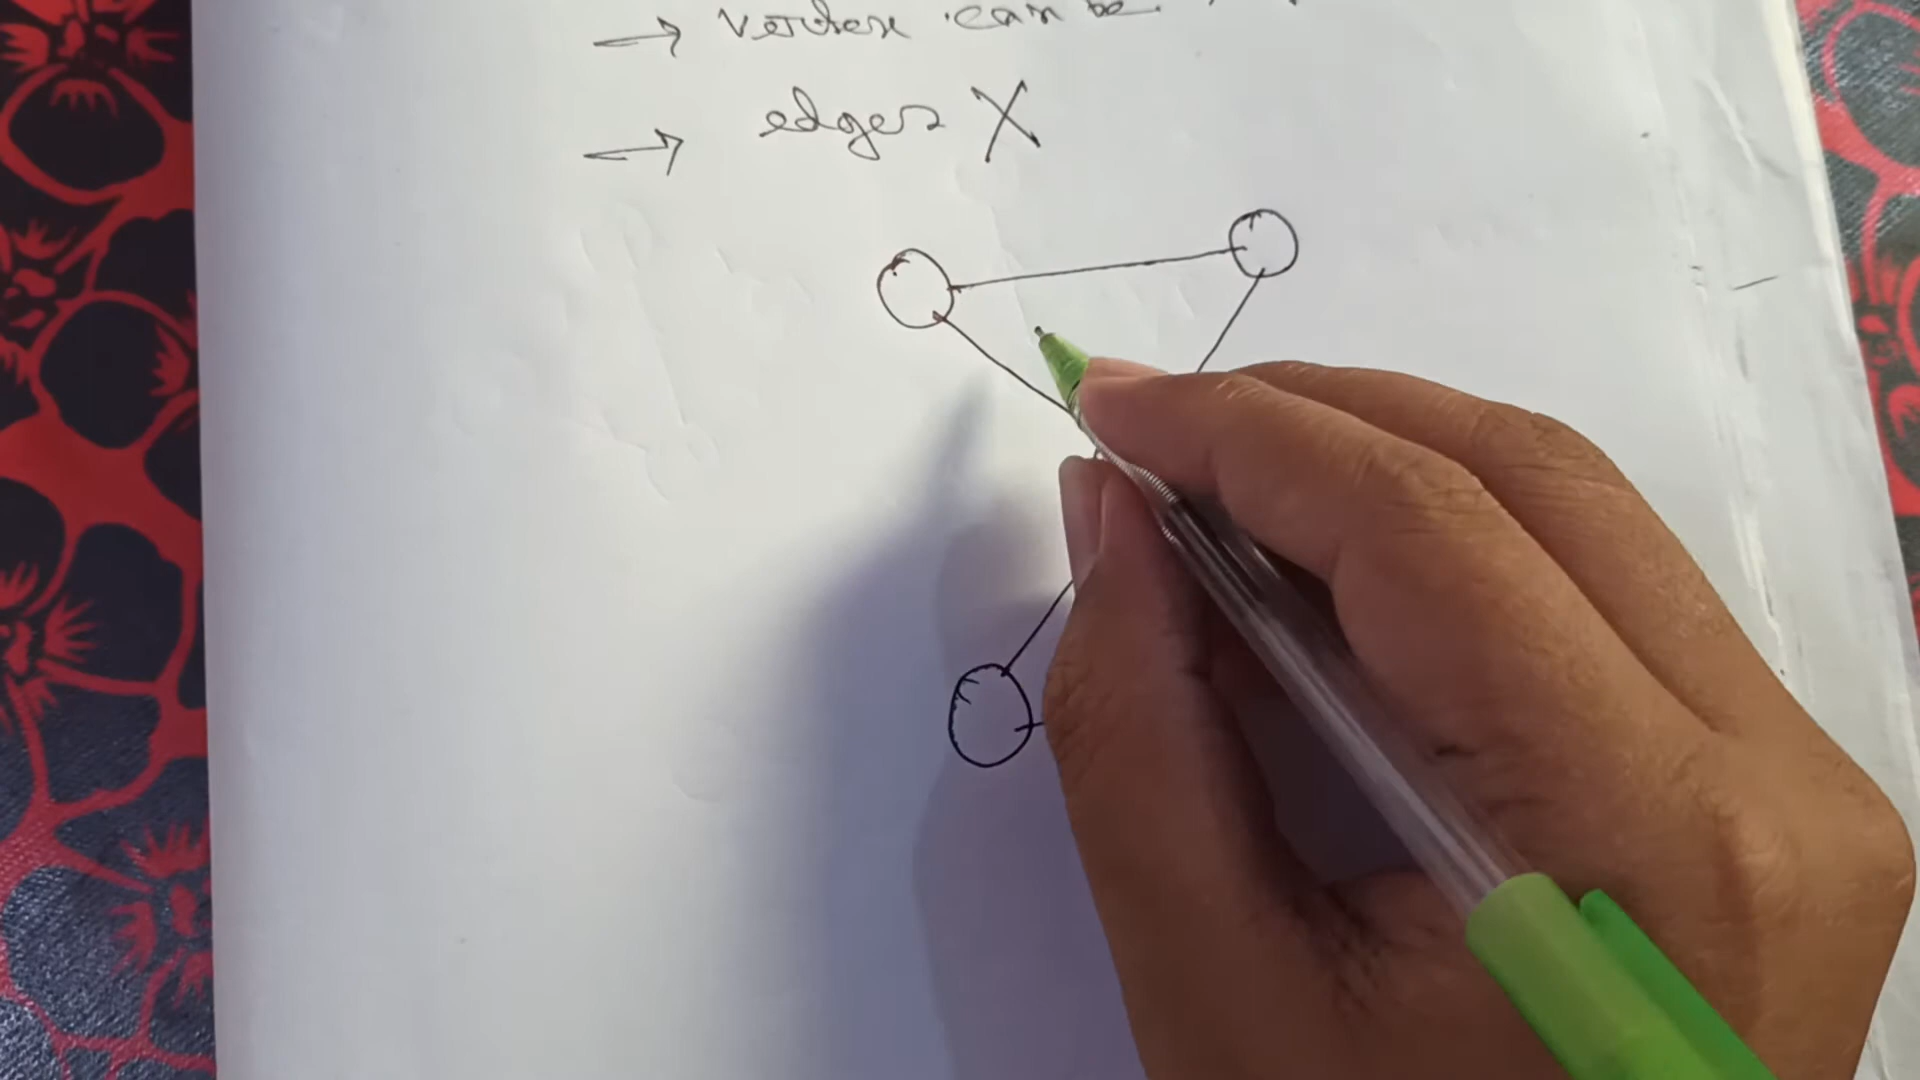 → vertex can be
→ edges X